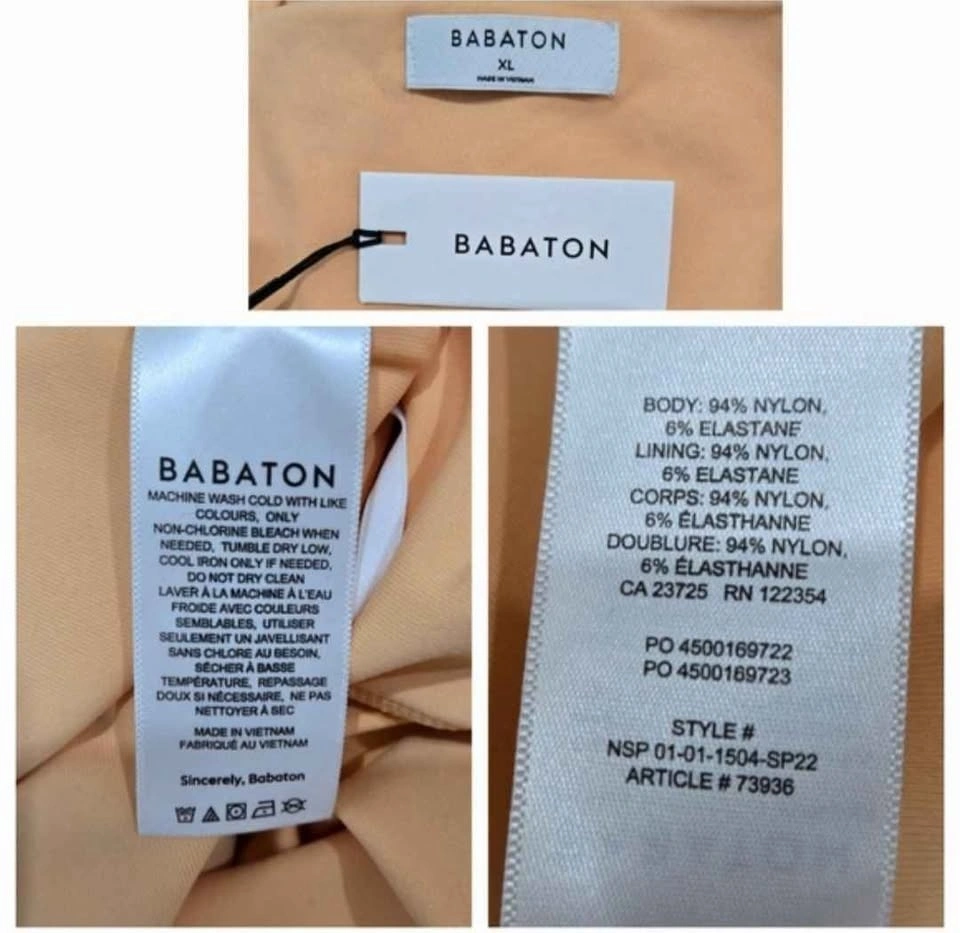 BABATON
XL
MADE IN VIETNAM
BABATON
BABATON
MACHINE WASH COLD WITH LIKE
COLOURS, ONLY
NON-CHLORINE BLEACH WHEN
NEEDED, TUMBLE DRY LOW,
COOL IRON ONLY IF NEEDED,
DO NOT DRY CLEAN
LAVER À LA MACHINE À L'EAU
FROIDE AVEC COULEURS
SEMBLABLES, UTILISER
SEULEMENT UN JAVELLISANT
SANS CHLORE AU BESOIN,
SÉCHER À BASSE
TEMPÉRATURE, REPASSAGE
DOUX SI NÉCESSAIRE, NE PAS
NETTOYER À SEC
MADE IN VIETNAM
FABRIQUÉ AU VIETNAM
Sincerely, Babaton
BODY: 94% NYLON,
6% ELASTANE
LINING: 94% NYLON,
6% ELASTANE
CORPS: 94% NYLON,
6% ÉLASTHANNE
DOUBLURE: 94% NYLON,
6% ÉLASTHANNE
CA 23725 RN 122354
PO 4500169722
PO 4500169723
STYLE #
NSP 01-01-1504-SP22
ARTICLE # 73936